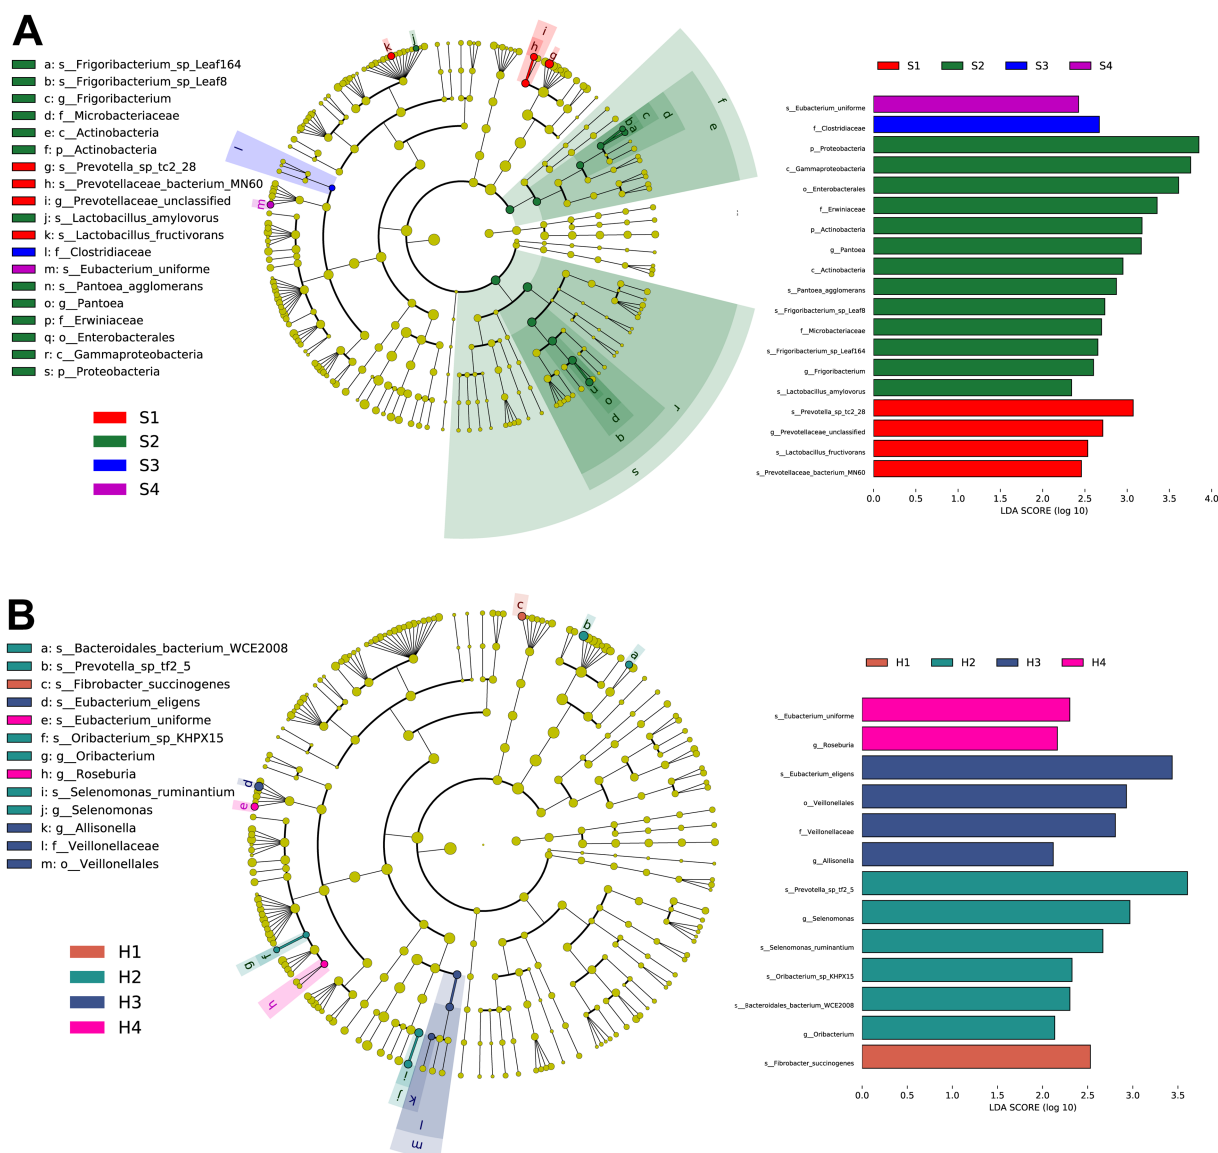 A
a: s__Frigoribacterium_sp_Leaf164
b: s__Frigoribacterium_sp_Leaf8
c: g__Frigoribacterium
d: f__Microbacteriaceae
e: c__Actinobacteria
f: p__Actinobacteria
g: s__Prevotella_sp_tc2_28
h: s__Prevotellaceae_bacterium_MN60
i: g__Prevotellaceae_unclassified
j: s__Lactobacillus_amylovorus
k: s__Lactobacillus_fructivorans
l: f__Clostridiaceae
m: s__Eubacterium_uniforme
n: s__Pantoea_agglomerans
o: g__Pantoea
p: f__Erwiniaceae
q: o__Enterobacterales
r: c__Gammaproteobacteria
s: p__Proteobacteria
S1
S2
S3
S4
k
j
i
h
g
f
e
d
c
b
a
l
m
n
o
p
q
r
s
S1 S2 S3 S4
s__Eubacterium_uniforme
f__Clostridiaceae
p__Proteobacteria
c__Gammaproteobacteria
o__Enterobacterales
f__Erwiniaceae
p__Actinobacteria
g__Pantoea
c__Actinobacteria
s__Pantoea_agglomerans
s__Frigoribacterium_sp_Leaf8
f__Microbacteriaceae
s__Frigoribacterium_sp_Leaf164
g__Frigoribacterium
s__Lactobacillus_amylovorus
s__Prevotella_sp_tc2_28
g__Prevotellaceae_unclassified
s__Lactobacillus_fructivorans
s__Prevotellaceae_bacterium_MN60
0.0 0.5 1.0 1.5 2.0 2.5 3.0 3.5 4.0
LDA SCORE (log 10)
B
a: s__Bacteroidales_bacterium_WCE2008
b: s__Prevotella_sp_tf2_5
c: s__Fibrobacter_succinogenes
d: s__Eubacterium_eligens
e: s__Eubacterium_uniforme
f: s__Oribacterium_sp_KHPX15
g: g__Oribacterium
h: g__Roseburia
i: s__Selenomonas_ruminantium
j: g__Selenomonas
k: g__Allisonella
l: f__Veillonellaceae
m: o__Veillonellales
H1
H2
H3
H4
c
b
a
d
e
f
g
h
i
j
k
l
m
H1 H2 H3 H4
s__Eubacterium_uniforme
g__Roseburia
s__Eubacterium_eligens
o__Veillonellales
f__Veillonellaceae
g__Allisonella
s__Prevotella_sp_tf2_5
g__Selenomonas
s__Selenomonas_ruminantium
s__Oribacterium_sp_KHPX15
s__Bacteroidales_bacterium_WCE2008
g__Oribacterium
s__Fibrobacter_succinogenes
0.0 0.5 1.0 1.5 2.0 2.5 3.0 3.5
LDA SCORE (log 10)